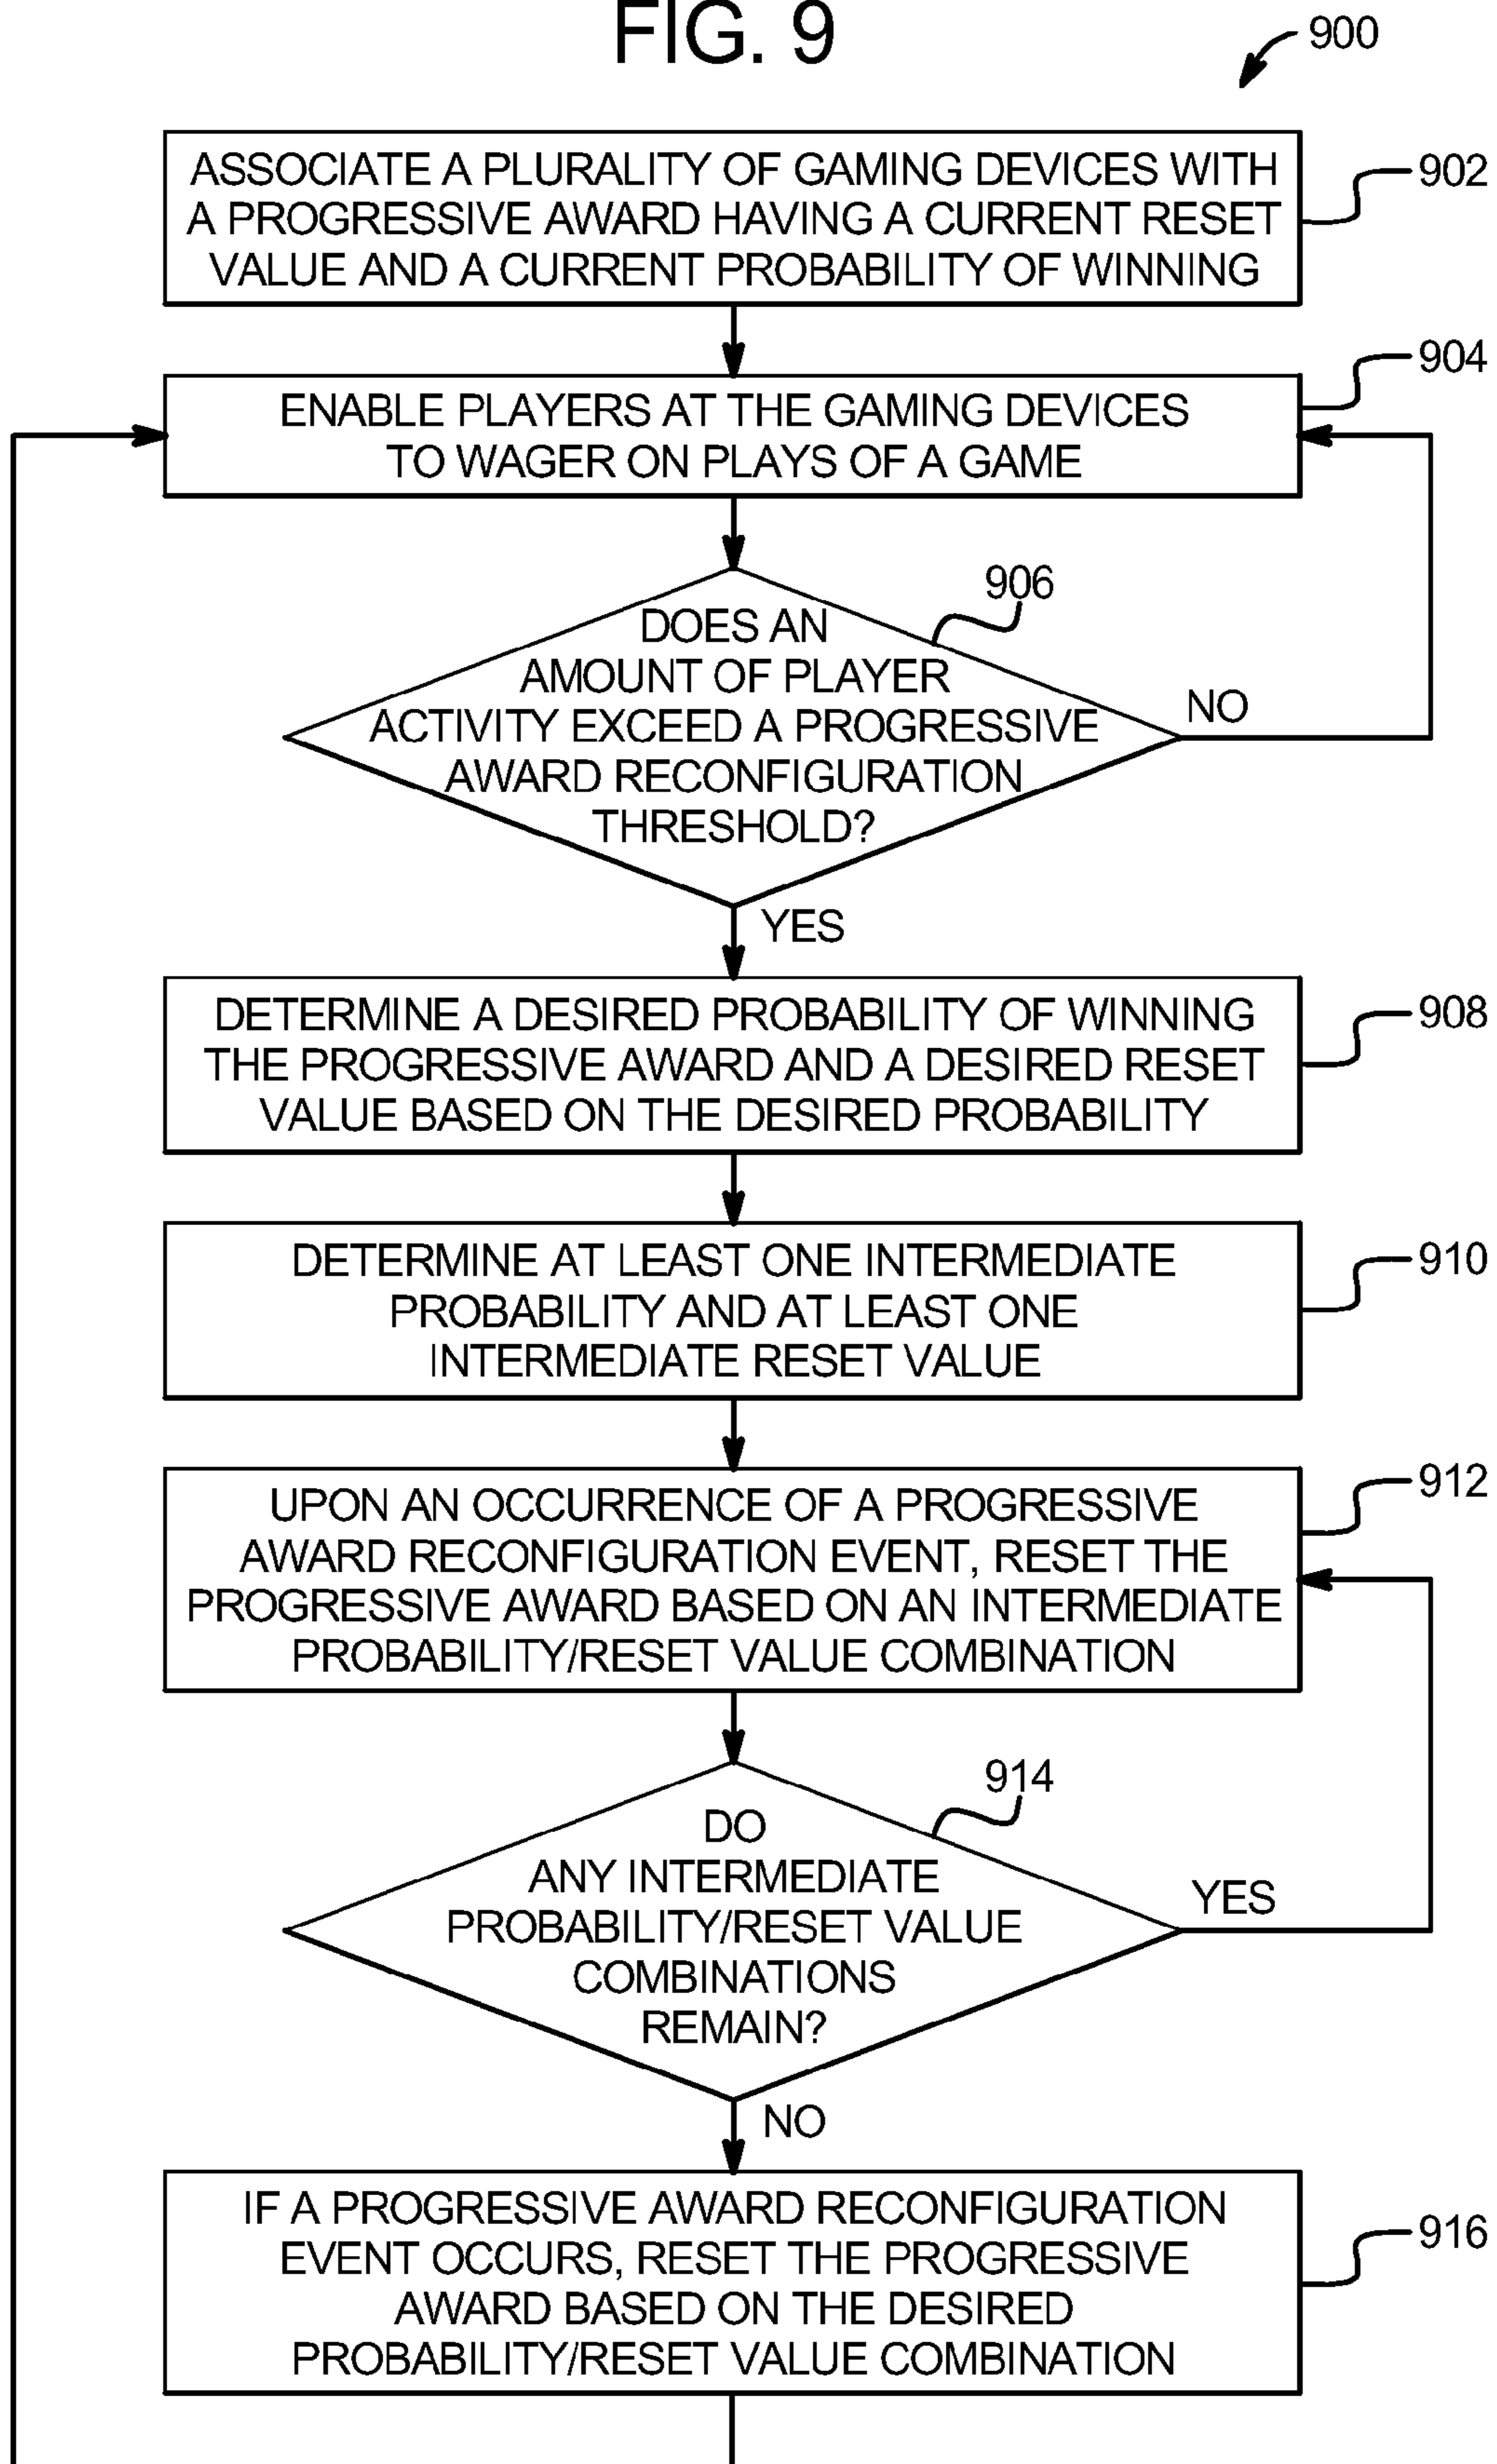 FIG. 9
900
ASSOCIATE A PLURALITY OF GAMING DEVICES WITH
A PROGRESSIVE AWARD HAVING A CURRENT RESET
VALUE AND A CURRENT PROBABILITY OF WINNING
902
ENABLE PLAYERS AT THE GAMING DEVICES
TO WAGER ON PLAYS OF A GAME
904
906
DOES AN
AMOUNT OF PLAYER
ACTIVITY EXCEED A PROGRESSIVE
AWARD RECONFIGURATION
THRESHOLD?
NO
YES
DETERMINE A DESIRED PROBABILITY OF WINNING
THE PROGRESSIVE AWARD AND A DESIRED RESET
VALUE BASED ON THE DESIRED PROBABILITY
908
DETERMINE AT LEAST ONE INTERMEDIATE
PROBABILITY AND AT LEAST ONE
INTERMEDIATE RESET VALUE
910
UPON AN OCCURRENCE OF A PROGRESSIVE
AWARD RECONFIGURATION EVENT, RESET THE
PROGRESSIVE AWARD BASED ON AN INTERMEDIATE
PROBABILITY/RESET VALUE COMBINATION
912
914
DO
ANY INTERMEDIATE
PROBABILITY/RESET VALUE
COMBINATIONS
REMAIN?
YES
NO
IF A PROGRESSIVE AWARD RECONFIGURATION
EVENT OCCURS, RESET THE PROGRESSIVE
AWARD BASED ON THE DESIRED
PROBABILITY/RESET VALUE COMBINATION
916